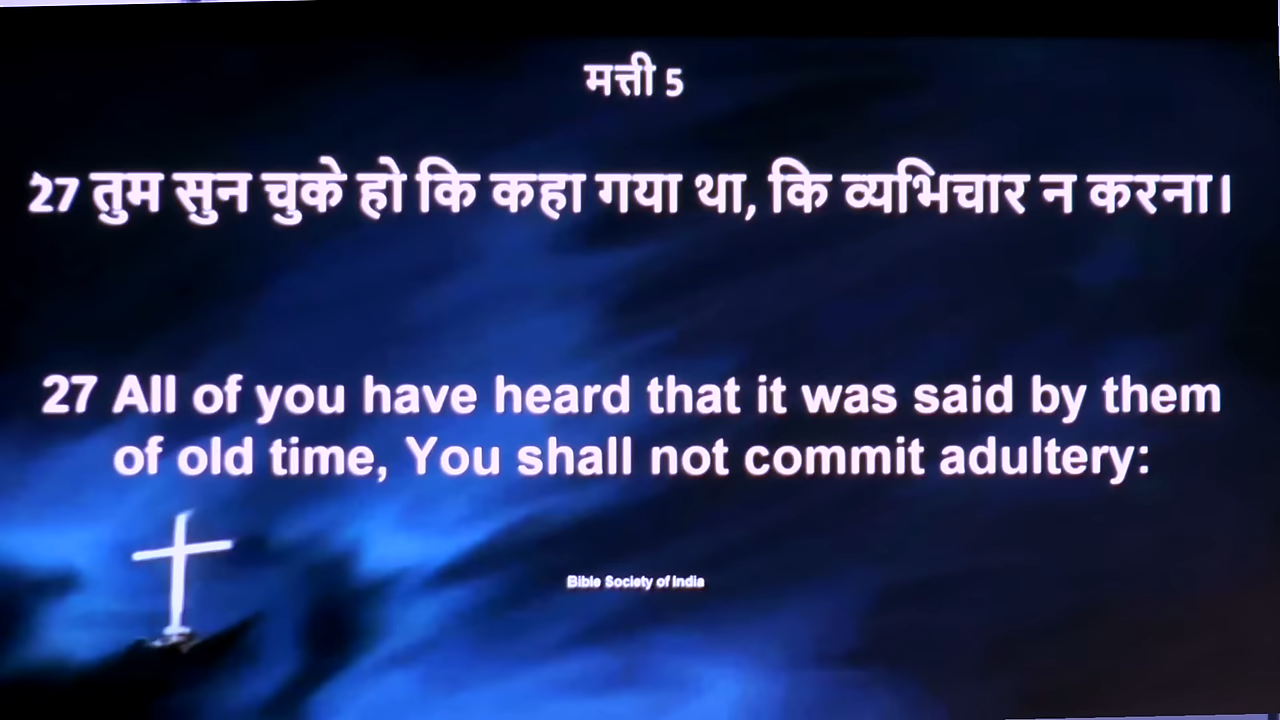 मत्ती 5
27 तुम सुन चुके हो कि कहा गया था, कि व्यभिचार न करना।
27 All of you have heard that it was said by them
of old time, You shall not commit adultery:
Bible Society of India